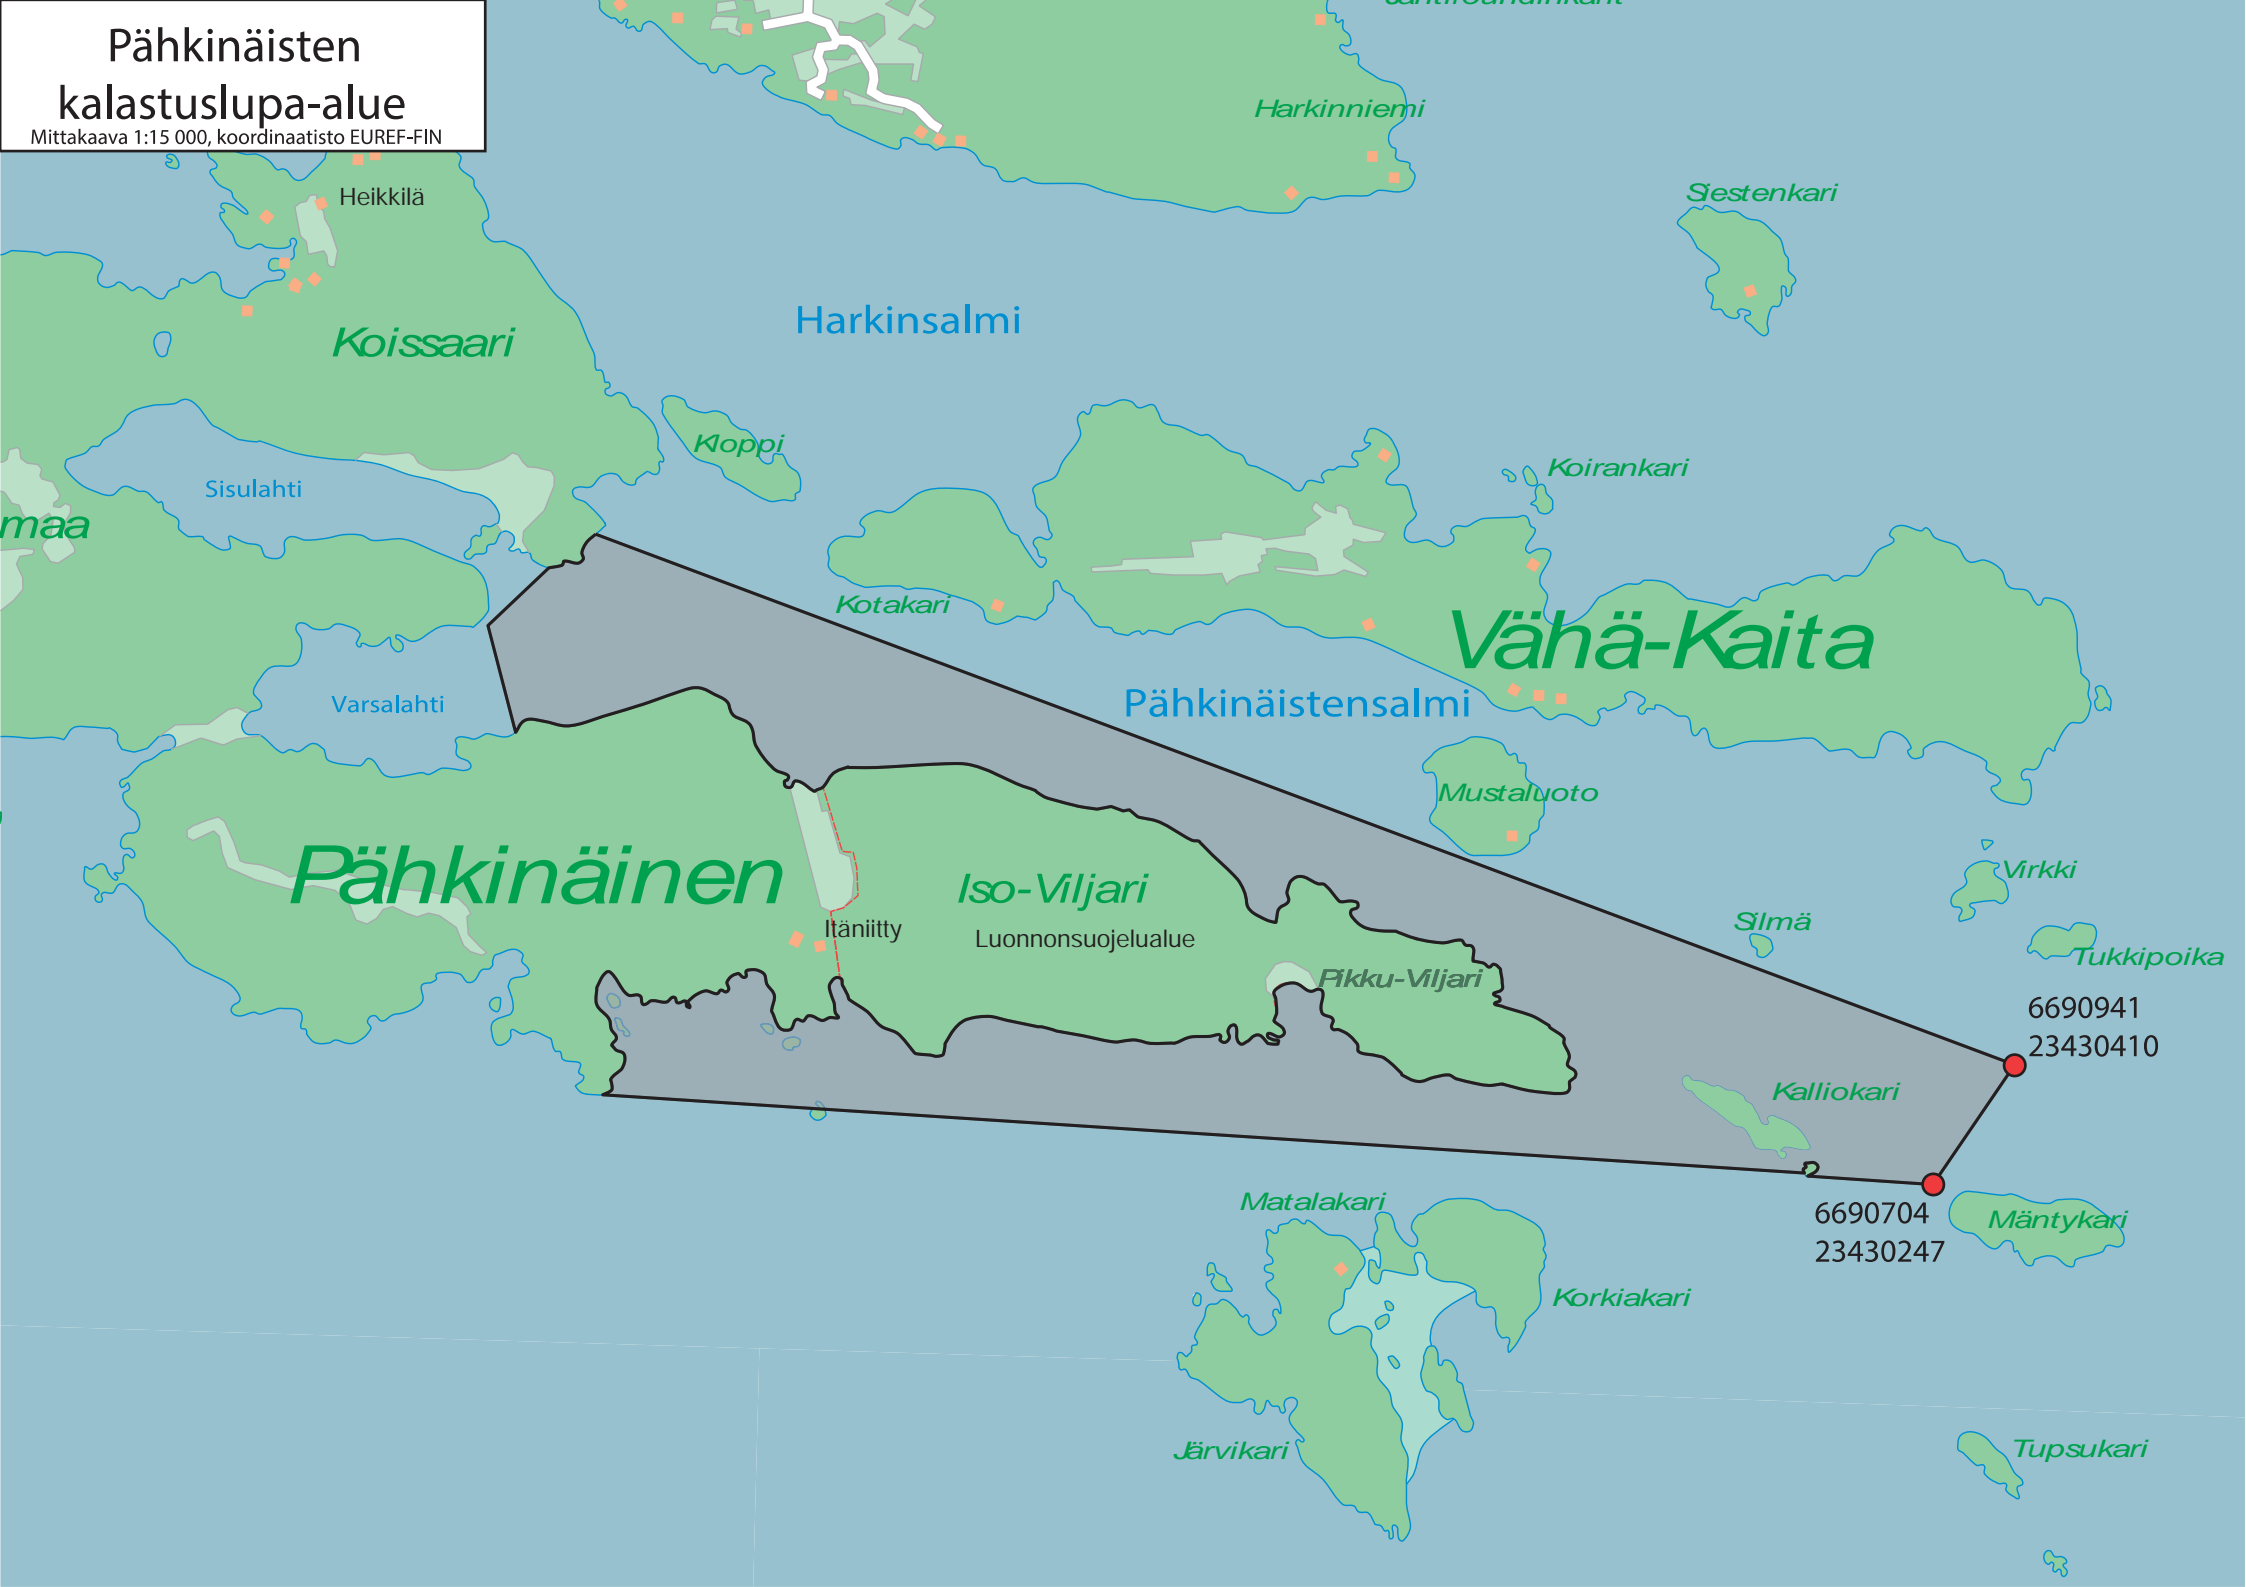 Pähkinäisten
kalastuslupa-alue
Mittakaava 1:15 000, koordinaatisto EUREF-FIN
Harkinniemi
Heikkilä
Siestenkari
Harkinsalmi
Koissaari
Kloppi
Koirankari
Sisulahti
maa
Kotakari
Vähä-Kaita
Varsalahti
Pähkinäistensalmi
Mustaluoto
Pähkinäinen
Iso-Viljari
Virkki
Itäniitty
Luonnonsuojelualue
Silmä
Tukkipoika
Pikku-Viljari
6690941
23430410
Kalliokari
Matalakari
6690704
23430247
Mäntykari
Korkiakari
Järvikari
Tupsukari